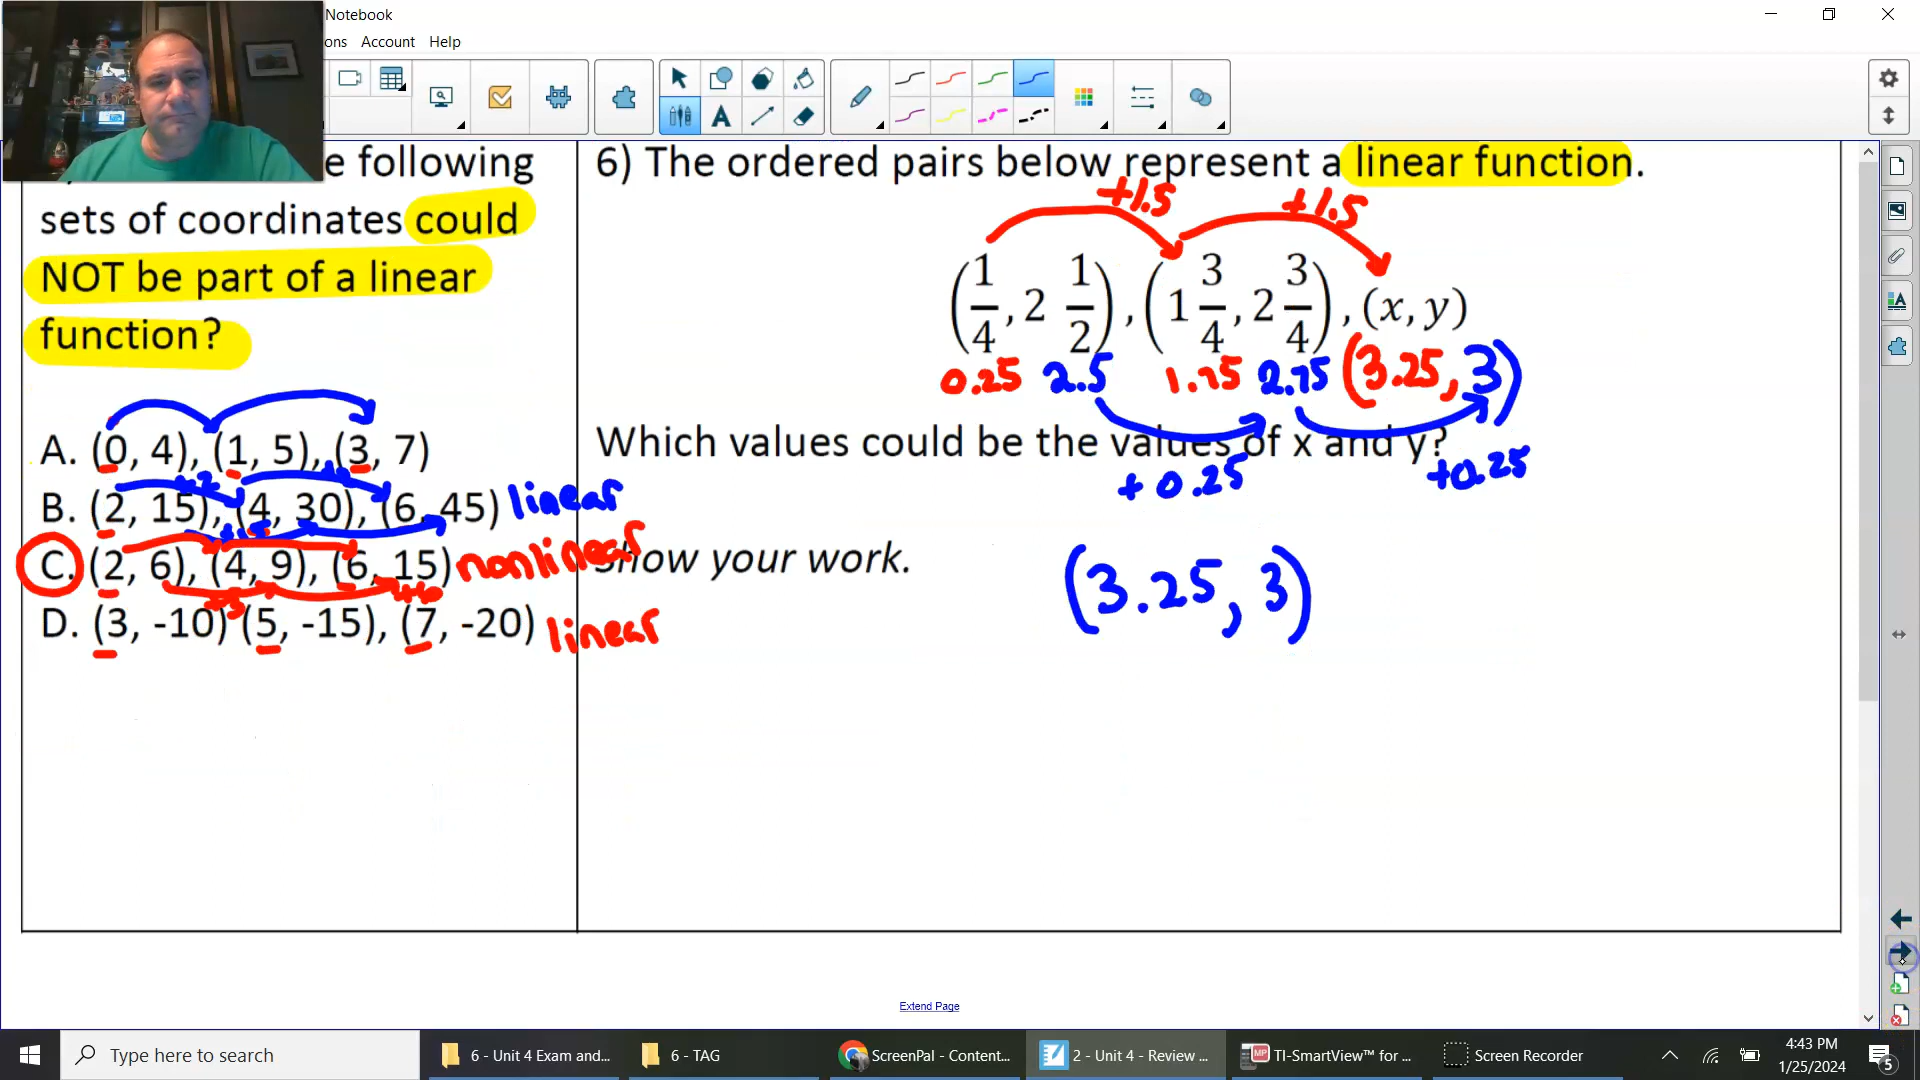 Notebook
ons Account Help
e following
sets of coordinates could
NOT be part of a linear
function?
A. (0, 4), (1, 5), (3, 7)
B. (2, 15), (4, 30), (6, 45) linear
C. (2, 6), (4, 9), (6, 15) nonlinear
+3 +6
D. (3, -10) (5, -15), (7, -20) linear
6) The ordered pairs below represent a linear function.
+1.5 +1.5
(1/4, 2 1/2), (1 3/4, 2 3/4), (x, y)
0.25 2.5 1.75 2.75 (3.25, 3)
Which values could be the values of x and y?
+0.25 +0.25
Show your work.
(3.25, 3)
Extend Page
Type here to search
6 - Unit 4 Exam and...
6 - TAG
ScreenPal - Content...
2 - Unit 4 - Review ...
TI-SmartView™ for ...
Screen Recorder
4:43 PM
1/25/2024
5